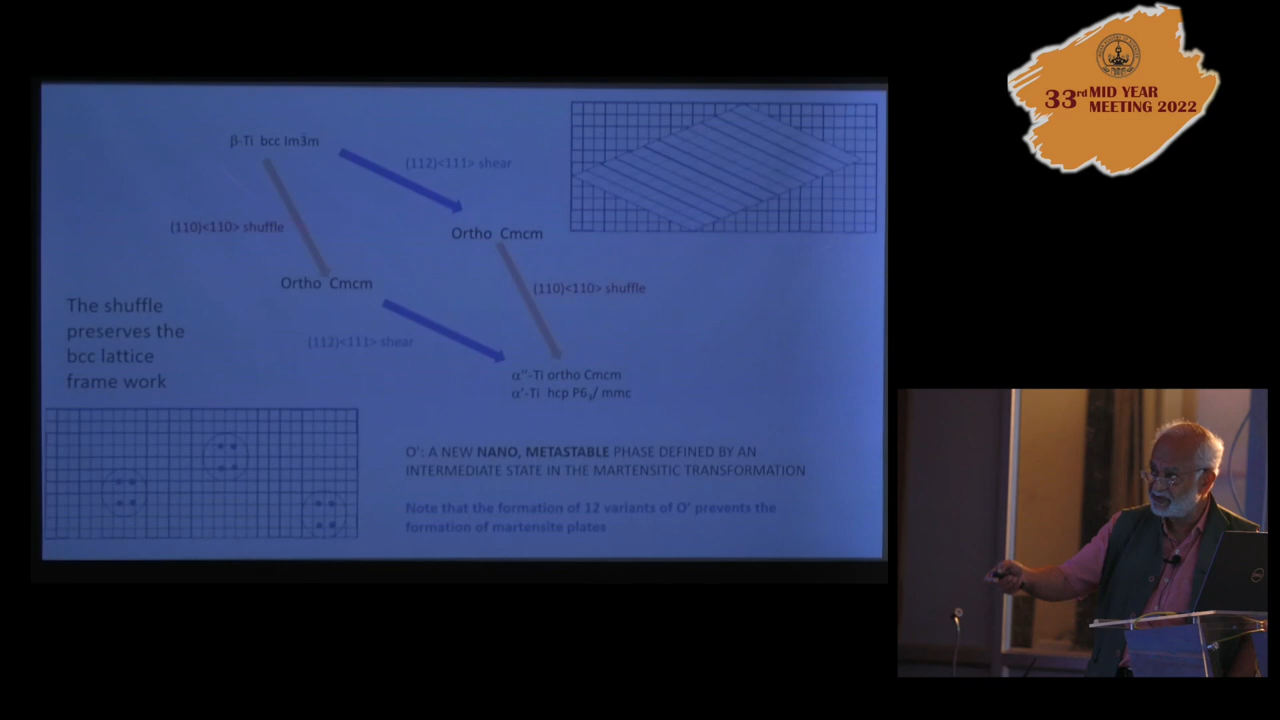 β-Ti bcc Im3̄m
(112)<111> shear
(110)<110> shuffle
Ortho Cmcm
Ortho Cmcm
(110)<110> shuffle
The shuffle
preserves the
bcc lattice
frame work
(112)<111> shear
α''-Ti ortho Cmcm
α'-Ti hcp P6₃/mmc
O': A NEW NANO, METASTABLE PHASE DEFINED BY AN
INTERMEDIATE STATE IN THE MARTENSITIC TRANSFORMATION
Note that the formation of 12 variants of O' prevents the
formation of martensite plates
33rd MID YEAR
MEETING 2022
DELL